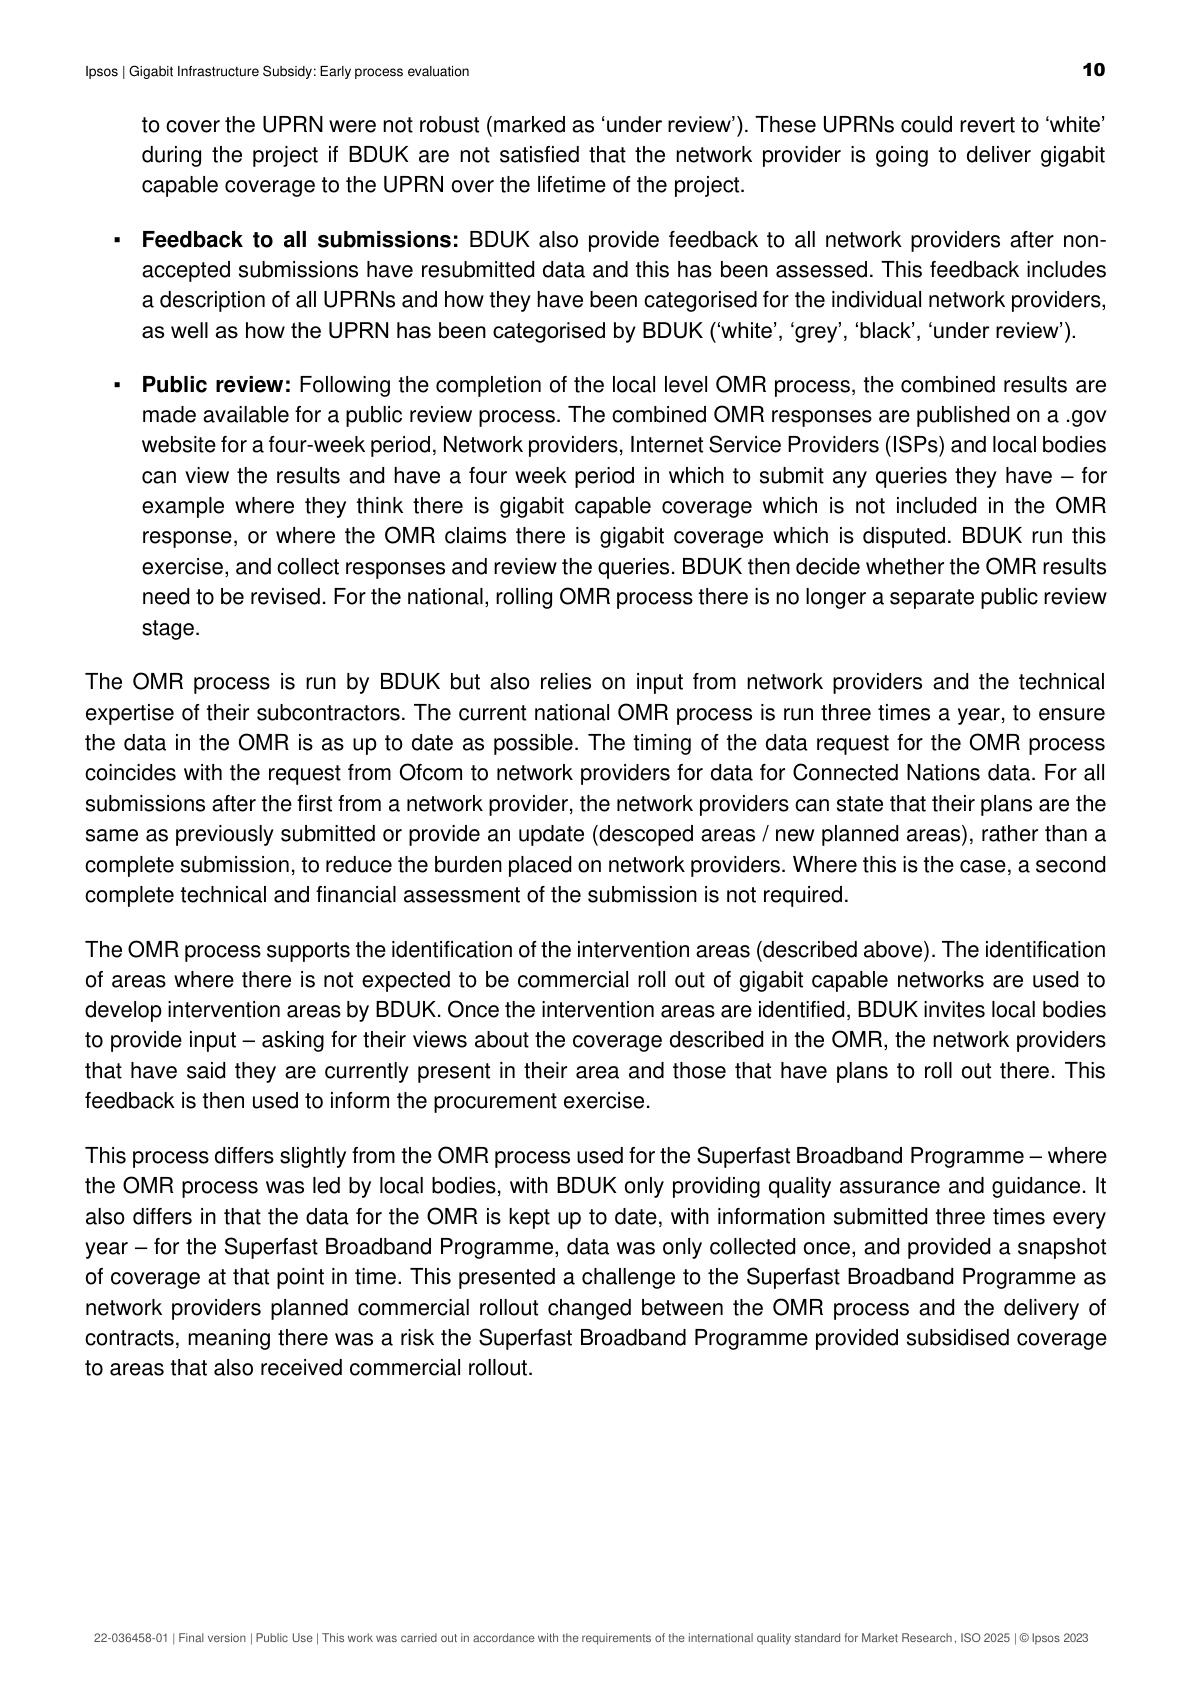 Ipsos | Gigabit Infrastructure Subsidy: Early process evaluation 10
to cover the UPRN were not robust (marked as ‘under review’). These UPRNs could revert to ‘white’
during the project if BDUK are not satisfied that the network provider is going to deliver gigabit
capable coverage to the UPRN over the lifetime of the project.
▪ Feedback to all submissions: BDUK also provide feedback to all network providers after non-
accepted submissions have resubmitted data and this has been assessed. This feedback includes
a description of all UPRNs and how they have been categorised for the individual network providers,
as well as how the UPRN has been categorised by BDUK (‘white’, ‘grey’, ‘black’, ‘under review’).
▪ Public review: Following the completion of the local level OMR process, the combined results are
made available for a public review process. The combined OMR responses are published on a .gov
website for a four-week period, Network providers, Internet Service Providers (ISPs) and local bodies
can view the results and have a four week period in which to submit any queries they have – for
example where they think there is gigabit capable coverage which is not included in the OMR
response, or where the OMR claims there is gigabit coverage which is disputed. BDUK run this
exercise, and collect responses and review the queries. BDUK then decide whether the OMR results
need to be revised. For the national, rolling OMR process there is no longer a separate public review
stage.
The OMR process is run by BDUK but also relies on input from network providers and the technical
expertise of their subcontractors. The current national OMR process is run three times a year, to ensure
the data in the OMR is as up to date as possible. The timing of the data request for the OMR process
coincides with the request from Ofcom to network providers for data for Connected Nations data. For all
submissions after the first from a network provider, the network providers can state that their plans are the
same as previously submitted or provide an update (descoped areas / new planned areas), rather than a
complete submission, to reduce the burden placed on network providers. Where this is the case, a second
complete technical and financial assessment of the submission is not required.
The OMR process supports the identification of the intervention areas (described above). The identification
of areas where there is not expected to be commercial roll out of gigabit capable networks are used to
develop intervention areas by BDUK. Once the intervention areas are identified, BDUK invites local bodies
to provide input – asking for their views about the coverage described in the OMR, the network providers
that have said they are currently present in their area and those that have plans to roll out there. This
feedback is then used to inform the procurement exercise.
This process differs slightly from the OMR process used for the Superfast Broadband Programme – where
the OMR process was led by local bodies, with BDUK only providing quality assurance and guidance. It
also differs in that the data for the OMR is kept up to date, with information submitted three times every
year – for the Superfast Broadband Programme, data was only collected once, and provided a snapshot
of coverage at that point in time. This presented a challenge to the Superfast Broadband Programme as
network providers planned commercial rollout changed between the OMR process and the delivery of
contracts, meaning there was a risk the Superfast Broadband Programme provided subsidised coverage
to areas that also received commercial rollout.
22-036458-01 | Final version | Public Use | This work was carried out in accordance with the requirements of the international quality standard for Market Research, ISO 2025 | © Ipsos 2023